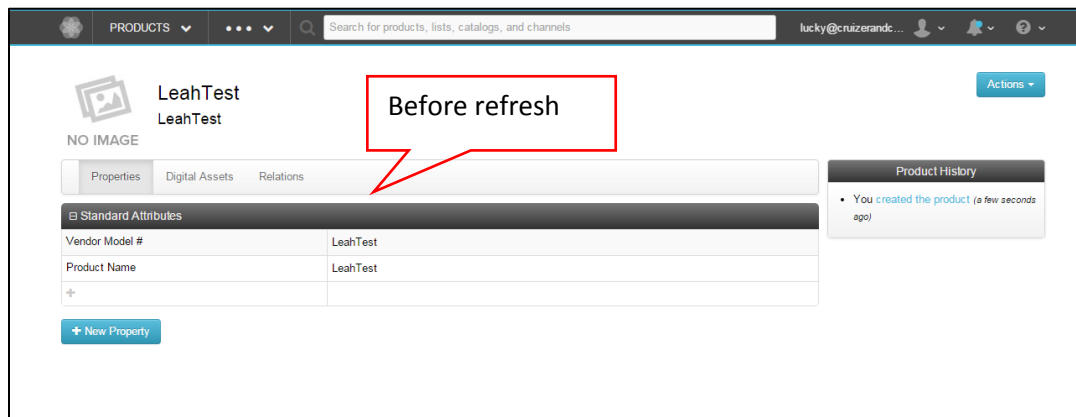 PRODUCTS
Search for products, lists, catalogs, and channels
lucky@cruizerandc...
NO IMAGE
LeahTest
LeahTest
Before refresh
Actions
Properties Digital Assets Relations
Standard Attributes
Vendor Model # LeahTest
Product Name LeahTest
+
+ New Property
Product History
• You created the product (a few seconds
ago)